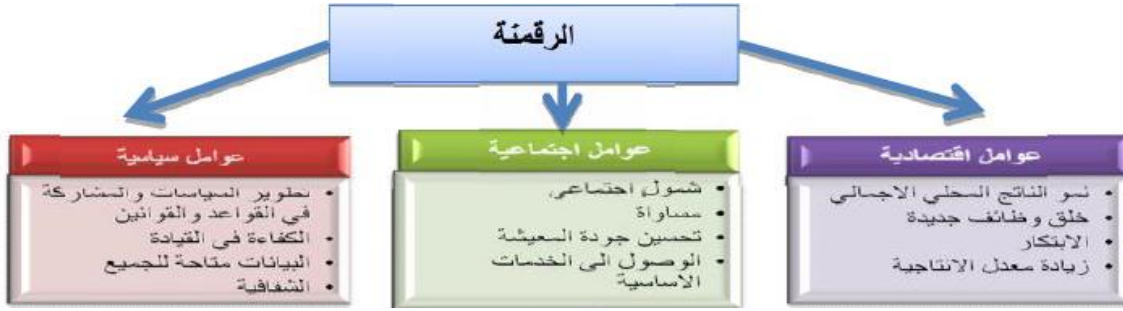 الرقمنة
عوامل اقتصادية
• نمو الناتج المحلي الاجمالي
• خلق وظائف جديدة
• الابتكار
• زيادة معدل الانتاجية
عوامل اجتماعية
• شمول اجتماعي
• مساواة
• تحسين جودة المعيشة
• الوصول الى الخدمات
الاساسية
عوامل سياسية
• تطوير السياسات والمشاركة
في القواعد والقوانين
• الكفاءة في القيادة
• البيانات متاحة للجميع
• الشفافية